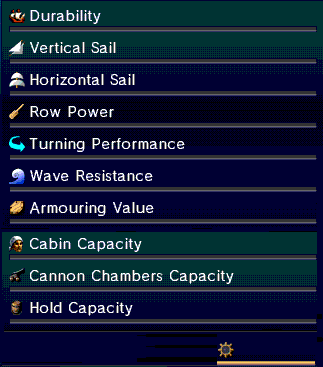 Durability
Vertical Sail
Horizontal Sail
Row Power
Turning Performance
Wave Resistance
Armouring Value
Cabin Capacity
Cannon Chambers Capacity
Hold Capacity